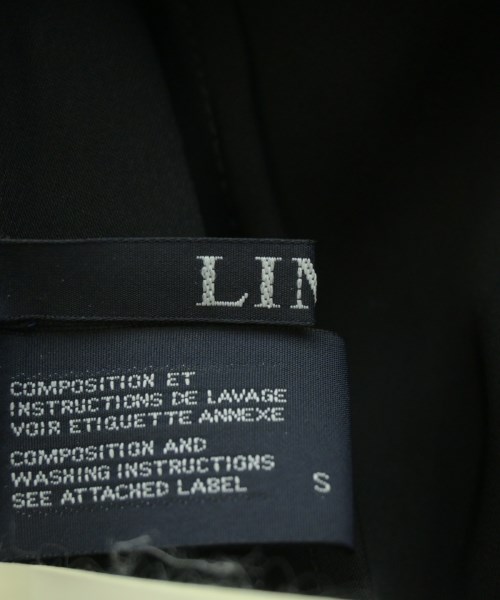 LIN
COMPOSITION ET
INSTRUCTIONS DE LAVAGE
VOIR ETIQUETTE ANNEXE
COMPOSITION AND
WASHING INSTRUCTIONS
SEE ATTACHED LABEL S